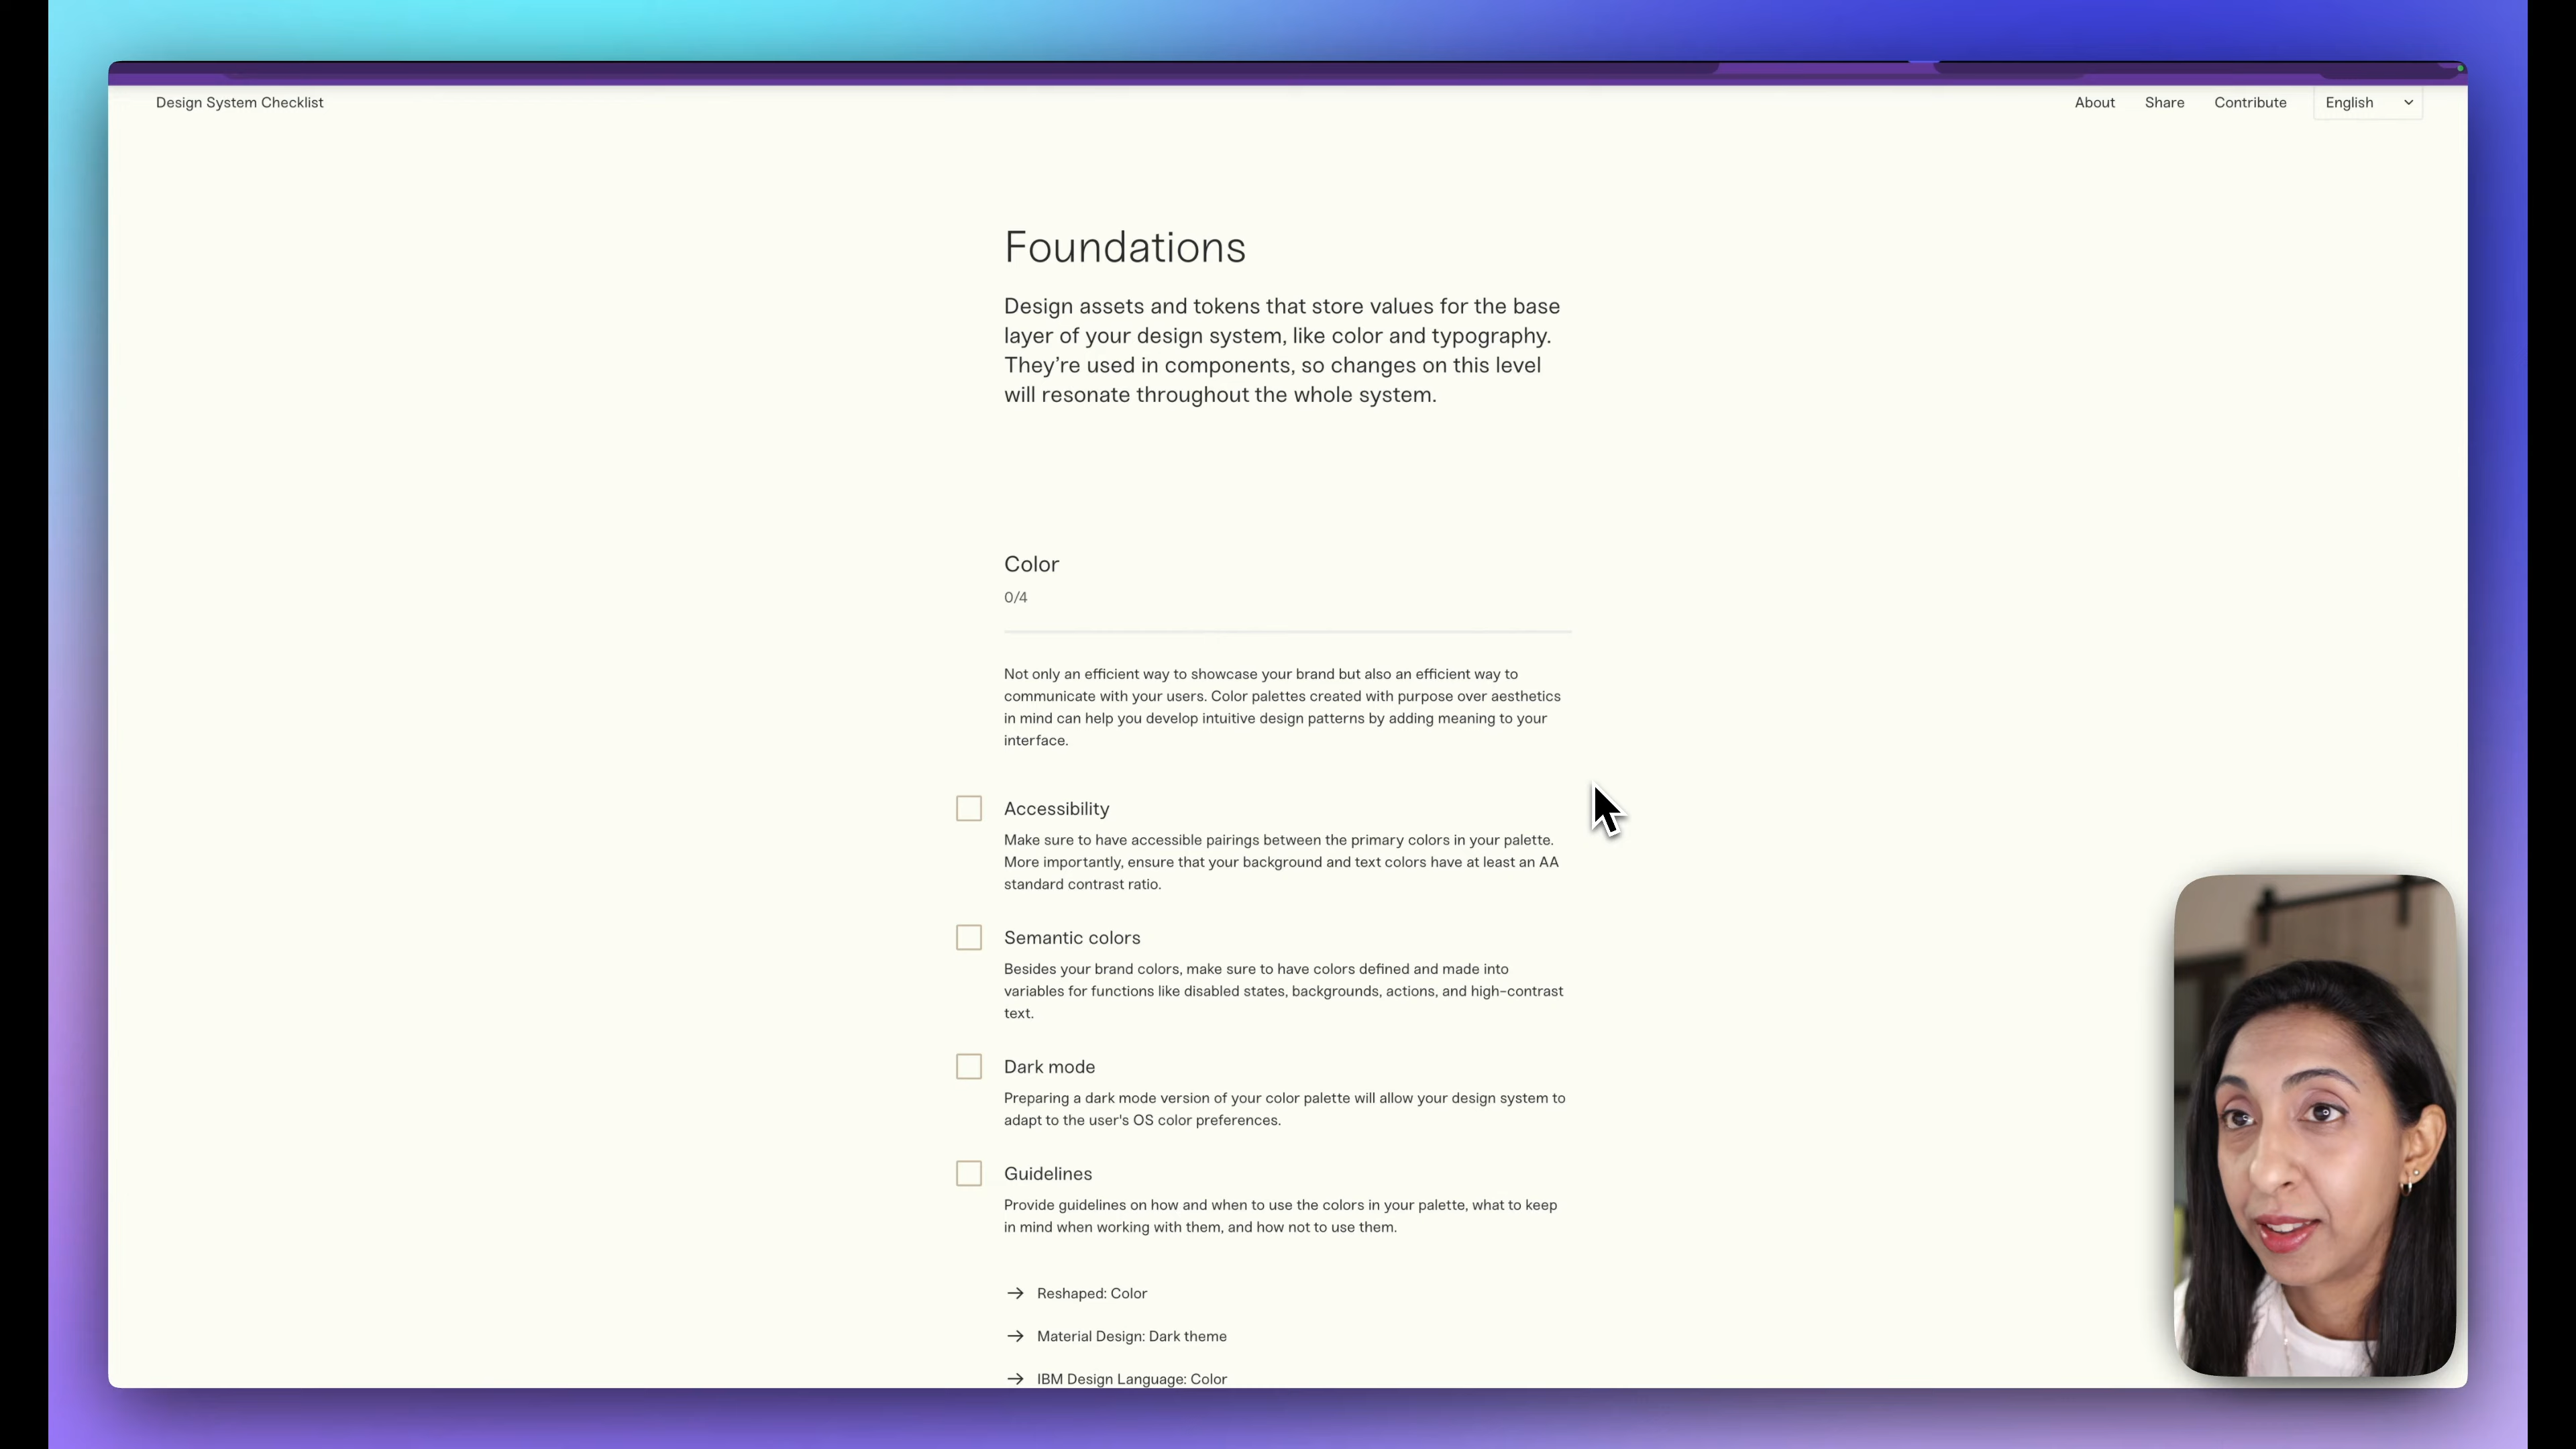 Design System Checklist
About
Share
Contribute
English
Foundations
Design assets and tokens that store values for the base
layer of your design system, like color and typography.
They’re used in components, so changes on this level
will resonate throughout the whole system.
Color
0/4
Not only an efficient way to showcase your brand but also an efficient way to
communicate with your users. Color palettes created with purpose over aesthetics
in mind can help you develop intuitive design patterns by adding meaning to your
interface.
Accessibility
Make sure to have accessible pairings between the primary colors in your palette.
More importantly, ensure that your background and text colors have at least an AA
standard contrast ratio.
Semantic colors
Besides your brand colors, make sure to have colors defined and made into
variables for functions like disabled states, backgrounds, actions, and high-contrast
text.
Dark mode
Preparing a dark mode version of your color palette will allow your design system to
adapt to the user's OS color preferences.
Guidelines
Provide guidelines on how and when to use the colors in your palette, what to keep
in mind when working with them, and how not to use them.
→ Reshaped: Color
→ Material Design: Dark theme
→ IBM Design Language: Color